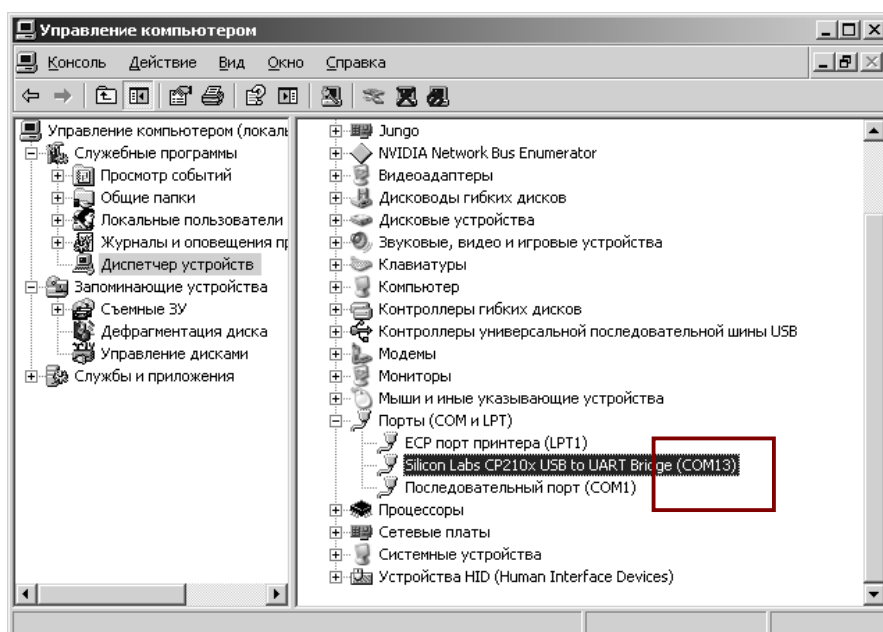 Управление компьютером
Консоль Действие Вид Окно Справка
Управление компьютером (локаль
Служебные программы
Просмотр событий
Общие папки
Локальные пользователи
Журналы и оповещения пр
Диспетчер устройств
Запоминающие устройства
Съемные ЗУ
Дефрагментация диска
Управление дисками
Службы и приложения
Jungo
NVIDIA Network Bus Enumerator
Видеоадаптеры
Дисководы гибких дисков
Дисковые устройства
Звуковые, видео и игровые устройства
Клавиатуры
Компьютер
Контроллеры гибких дисков
Контроллеры универсальной последовательной шины USB
Модемы
Мониторы
Мыши и иные указывающие устройства
Порты (COM и LPT)
ECP порт принтера (LPT1)
Silicon Labs CP210x USB to UART Bridge (COM13)
Последовательный порт (COM1)
Процессоры
Сетевые платы
Системные устройства
Устройства HID (Human Interface Devices)